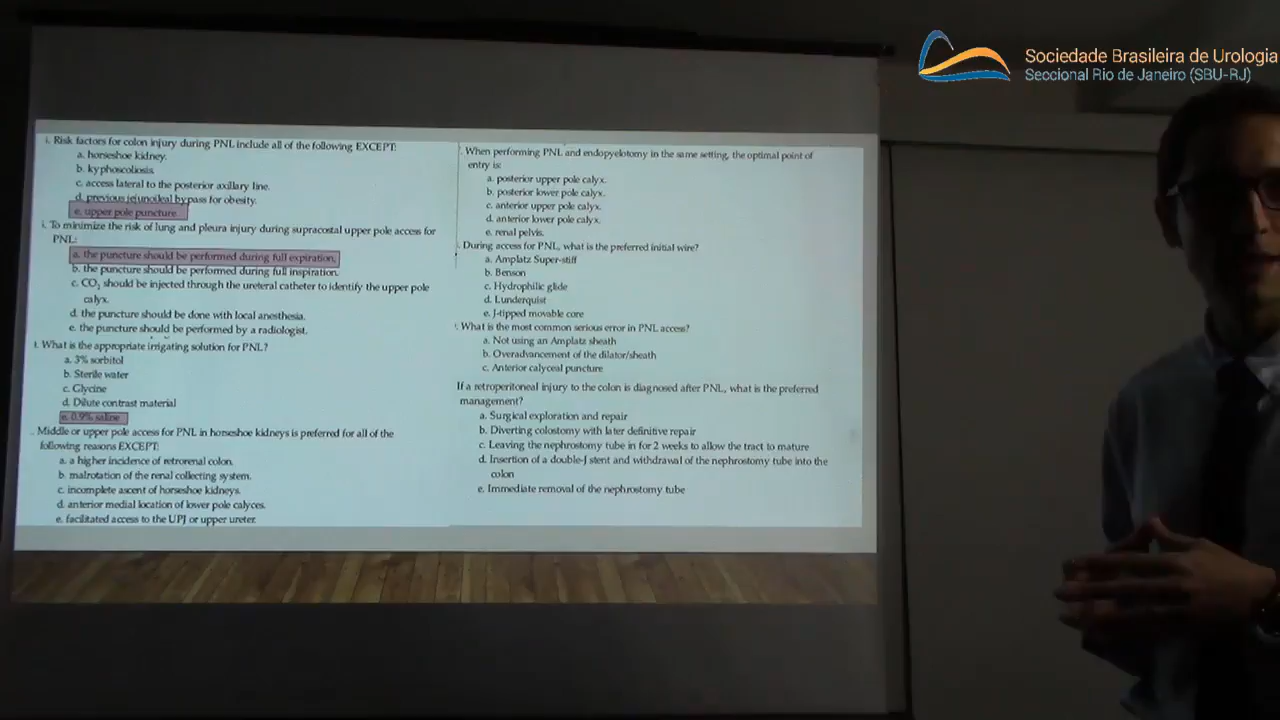 Sociedade Brasileira de Urologia
Seccional Rio de Janeiro (SBU-RJ)
Risk factors for colon injury during PNL include all of the following EXCEPT:
a. horseshoe kidney.
b. kyphoscoliosis.
c. access lateral to the posterior axillary line.
d. previous jejunoileal bypass for obesity.
e. upper pole puncture.
To minimize the risk of lung and pleura injury during supracostal upper pole access for
PNL:
a. the puncture should be performed during full expiration.
b. the puncture should be performed during full inspiration.
c. CO₂ should be injected through the ureteral catheter to identify the upper pole
calyx.
d. the puncture should be done with local anesthesia.
e. the puncture should be performed by a radiologist.
What is the appropriate irrigating solution for PNL?
a. 3% sorbitol
b. Sterile water
c. Glycine
d. Dilute contrast material
e. 0.9% saline
Middle or upper pole access for PNL in horseshoe kidneys is preferred for all of the
following reasons EXCEPT:
a. a higher incidence of retrorenal colon.
b. malrotation of the renal collecting system.
c. incomplete ascent of horseshoe kidneys.
d. anterior medial location of lower pole calyces.
e. facilitated access to the UPJ or upper ureter.
When performing PNL and endopyelotomy in the same setting, the optimal point of
entry is:
a. posterior upper pole calyx.
b. posterior lower pole calyx.
c. anterior upper pole calyx.
d. anterior lower pole calyx.
e. renal pelvis.
During access for PNL, what is the preferred initial wire?
a. Amplatz Super-stiff
b. Benson
c. Hydrophilic glide
d. Lunderquist
e. J-tipped movable core
What is the most common serious error in PNL access?
a. Not using an Amplatz sheath
b. Overadvancement of the dilator/sheath
c. Anterior calyceal puncture
If a retroperitoneal injury to the colon is diagnosed after PNL, what is the preferred
management?
a. Surgical exploration and repair
b. Diverting colostomy with later definitive repair
c. Leaving the nephrostomy tube in for 2 weeks to allow the tract to mature
d. Insertion of a double-J stent and withdrawal of the nephrostomy tube into the
colon
e. Immediate removal of the nephrostomy tube